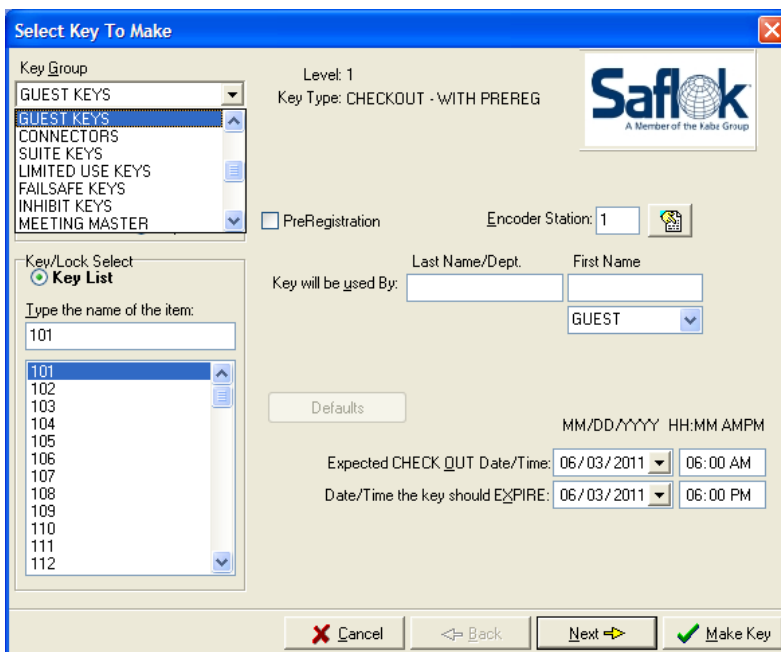 Select Key To Make
Key Group
GUEST KEYS
GUEST KEYS
CONNECTORS
SUITE KEYS
LIMITED USE KEYS
FAILSAFE KEYS
INHIBIT KEYS
MEETING MASTER
Level: 1
Key Type: CHECKOUT - WITH PREREG
Saflok
A Member of the Kaba Group
PreRegistration
Encoder Station: 1
Key/Lock Select
Key List
Type the name of the item:
101
101
102
103
104
105
106
107
108
109
110
111
112
Last Name/Dept. First Name
Key will be used By:
GUEST
Defaults
MM/DD/YYYY HH:MM AMPM
Expected CHECK OUT Date/Time: 06/03/2011 06:00 AM
Date/Time the key should EXPIRE: 06/03/2011 06:00 PM
Cancel Back Next Make Key